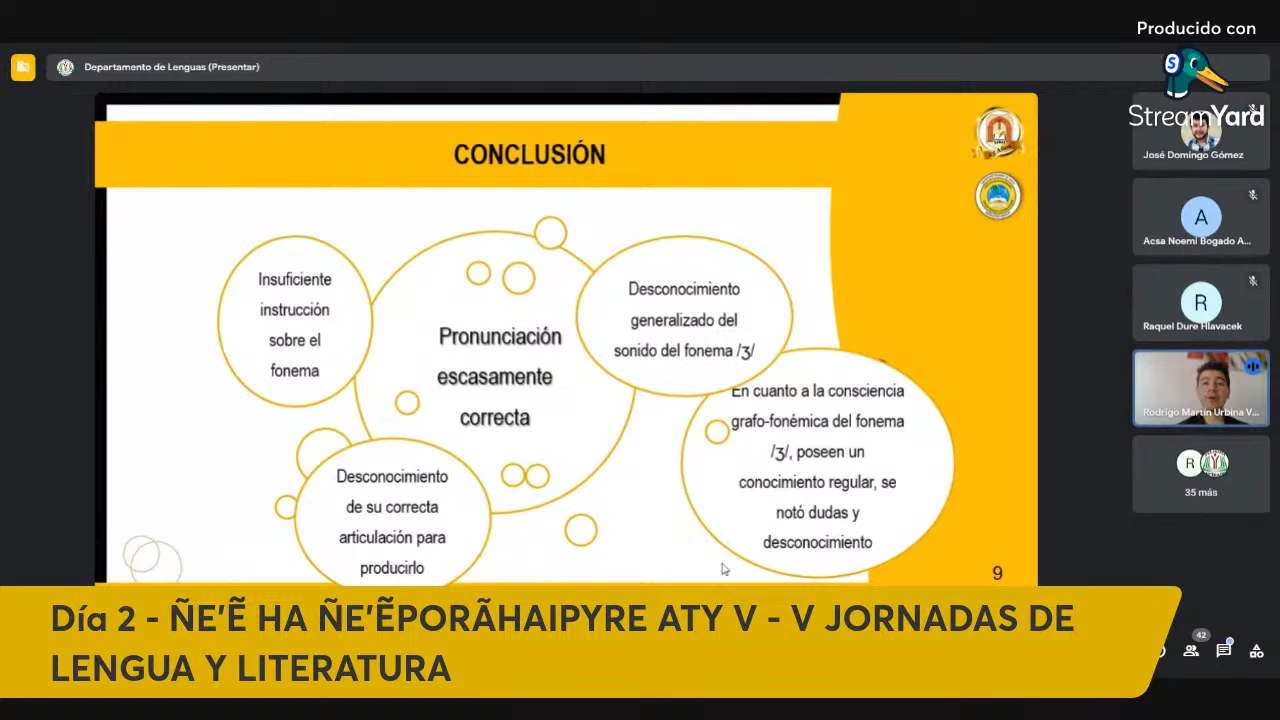 Producido con
StreamYard
Departamento de Lenguas (Presentar)
CONCLUSIÓN
Insuficiente
instrucción
sobre el
fonema
Pronunciación
escasamente
correcta
Desconocimiento
generalizado del
sonido del fonema /ʒ/
En cuanto a la consciencia
grafo-fonémica del fonema
/ʒ/, poseen un
conocimiento regular, se
notó dudas y
desconocimiento
Desconocimiento
de su correcta
articulación para
producirlo
9
José Domingo Gómez
A
Acsa Noemi Bogado A...
R
Raquel Dure Hlavacek
Rodrigo Martín Urbina V...
R
35 más
42
Día 2 - ÑE'Ẽ HA ÑE'ẼPORÃHAIPYRE ATY V - V JORNADAS DE
LENGUA Y LITERATURA